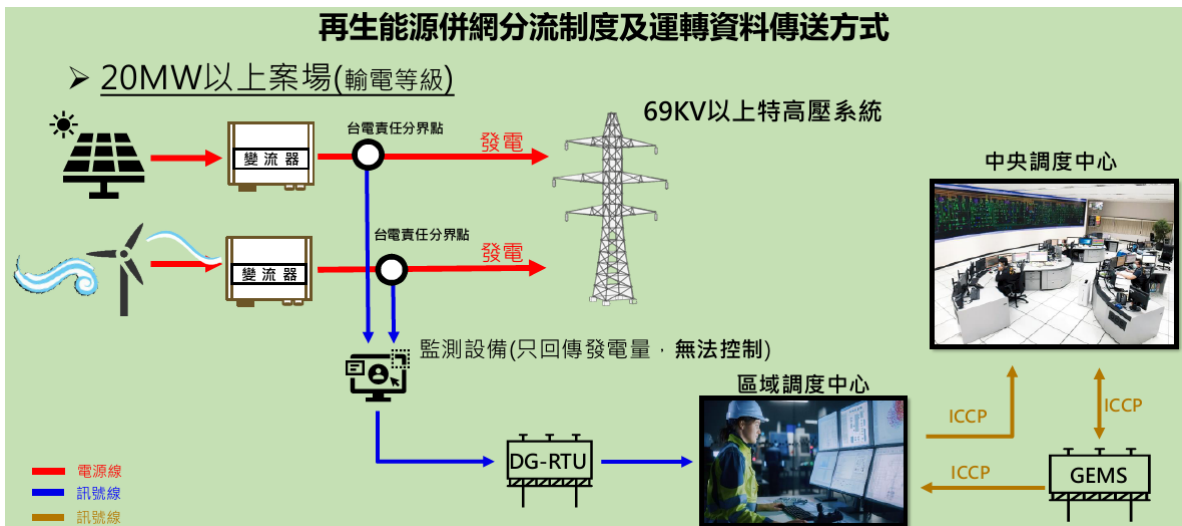 再生能源併網分流制度及運轉資料傳送方式
➢ 20MW以上案場(輸電等級)
69KV以上特高壓系統
台電責任分界點
變流器
發電
中央調度中心
台電責任分界點
變流器
發電
監測設備(只回傳發電量，無法控制)
區域調度中心
ICCP
ICCP
DG-RTU
ICCP
GEMS
電源線
訊號線
訊號線